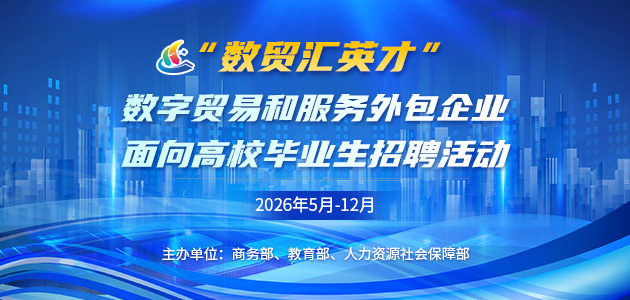 “数贸汇英才”
数字贸易和服务外包企业
面向高校毕业生招聘活动
2026年5月-12月
主办单位：商务部、教育部、人力资源社会保障部